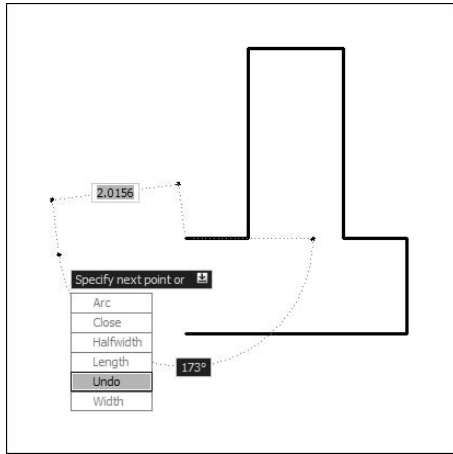 2.0156
Specify next point or
Arc
Close
Halfwidth
Length
Undo
Width
173°